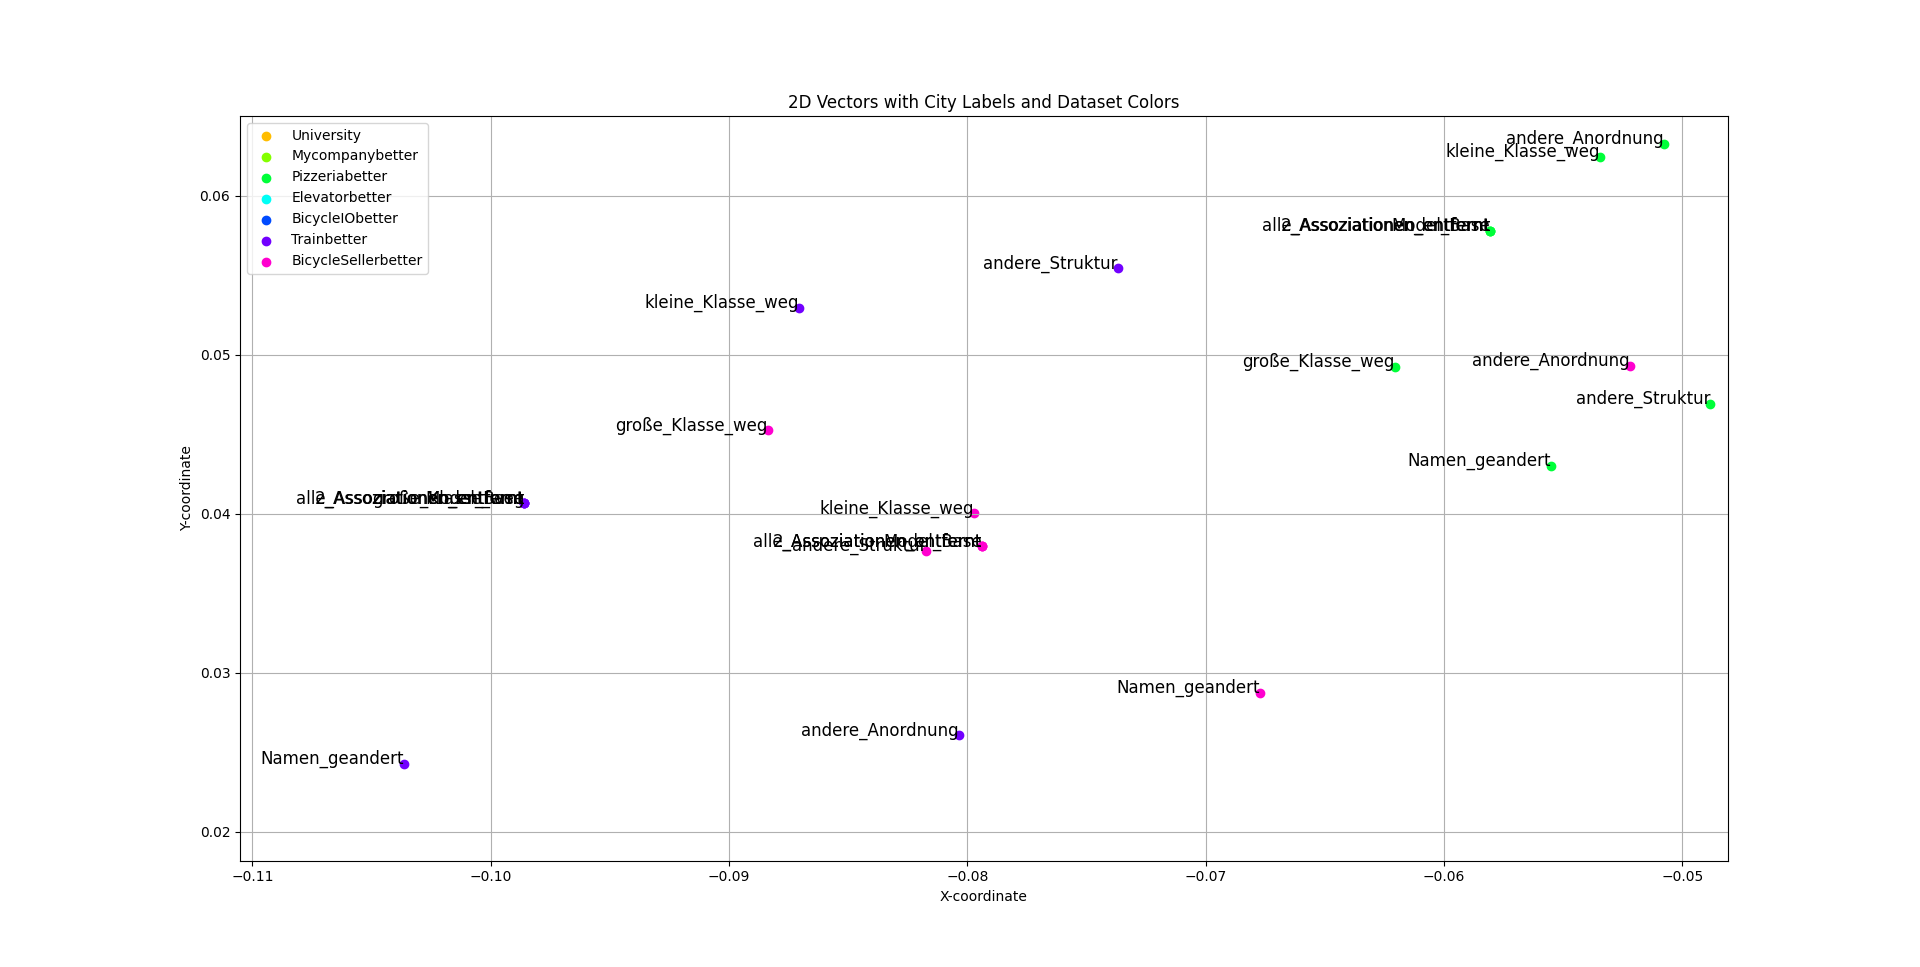 2D Vectors with City Labels and Dataset Colors
University
Mycompanybetter
Pizzeriabetter
Elevatorbetter
BicycleIObetter
Trainbetter
BicycleSellerbetter
andere_Anordnung
kleine_Klasse_weg
andere_Struktur
kleine_Klasse_weg
große_Klasse_weg
andere_Anordnung
andere_Struktur
große_Klasse_weg
Namen_geandert
kleine_Klasse_weg
andere_Struktur
Namen_geandert
andere_Anordnung
Namen_geandert
0.06
0.05
0.04
0.03
0.02
Y-coordinate
−0.11
−0.10
−0.09
−0.08
−0.07
−0.06
−0.05
X-coordinate